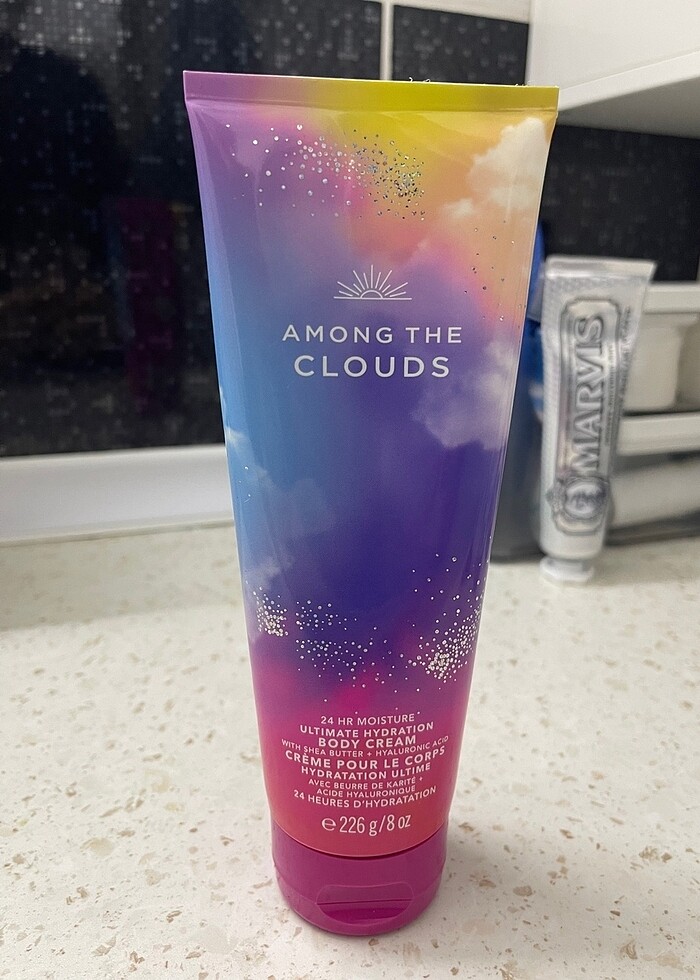 AMONG THE
CLOUDS
24 HR MOISTURE*
ULTIMATE HYDRATION
BODY CREAM
WITH SHEA BUTTER + HYALURONIC ACID
CRÈME POUR LE CORPS
HYDRATATION ULTIME
AVEC BEURRE DE KARITÉ +
ACIDE HYALURONIQUE
24 HEURES D'HYDRATATION
℮ 226 g/8 oz
MARVIS